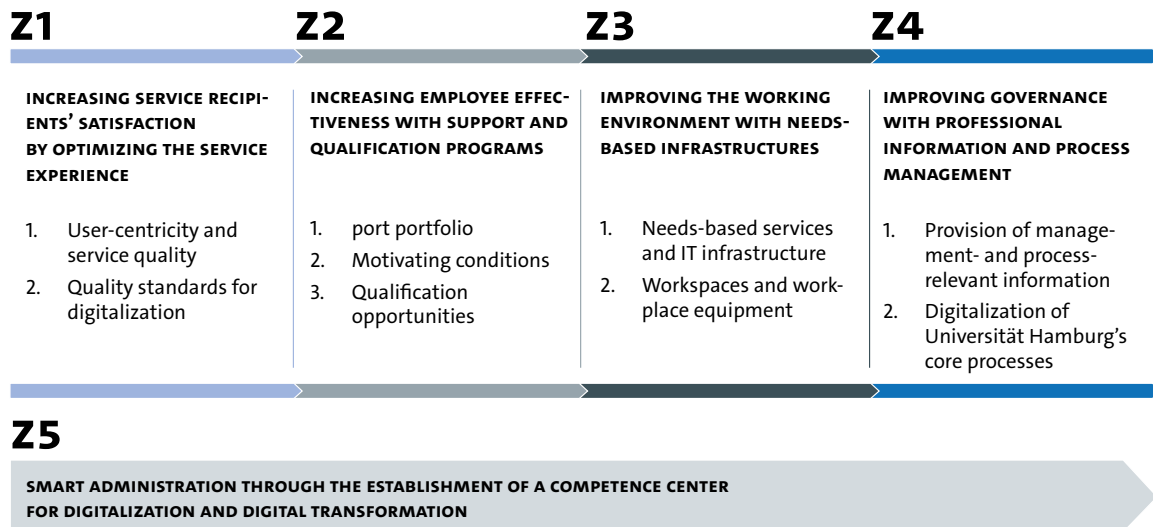 Z1
INCREASING SERVICE RECIPI-
ENTS' SATISFACTION
BY OPTIMIZING THE SERVICE
EXPERIENCE
1. User-centricity and
service quality
2. Quality standards for
digitalization
Z2
INCREASING EMPLOYEE EFFEC-
TIVENESS WITH SUPPORT AND
QUALIFICATION PROGRAMS
1. port portfolio
2. Motivating conditions
3. Qualification
opportunities
Z3
IMPROVING THE WORKING
ENVIRONMENT WITH NEEDS-
BASED INFRASTRUCTURES
1. Needs-based services
and IT infrastructure
2. Workspaces and work-
place equipment
Z4
IMPROVING GOVERNANCE
WITH PROFESSIONAL
INFORMATION AND PROCESS
MANAGEMENT
1. Provision of manage-
ment- and process-
relevant information
2. Digitalization of
Universität Hamburg's
core processes
Z5
SMART ADMINISTRATION THROUGH THE ESTABLISHMENT OF A COMPETENCE CENTER
FOR DIGITALIZATION AND DIGITAL TRANSFORMATION